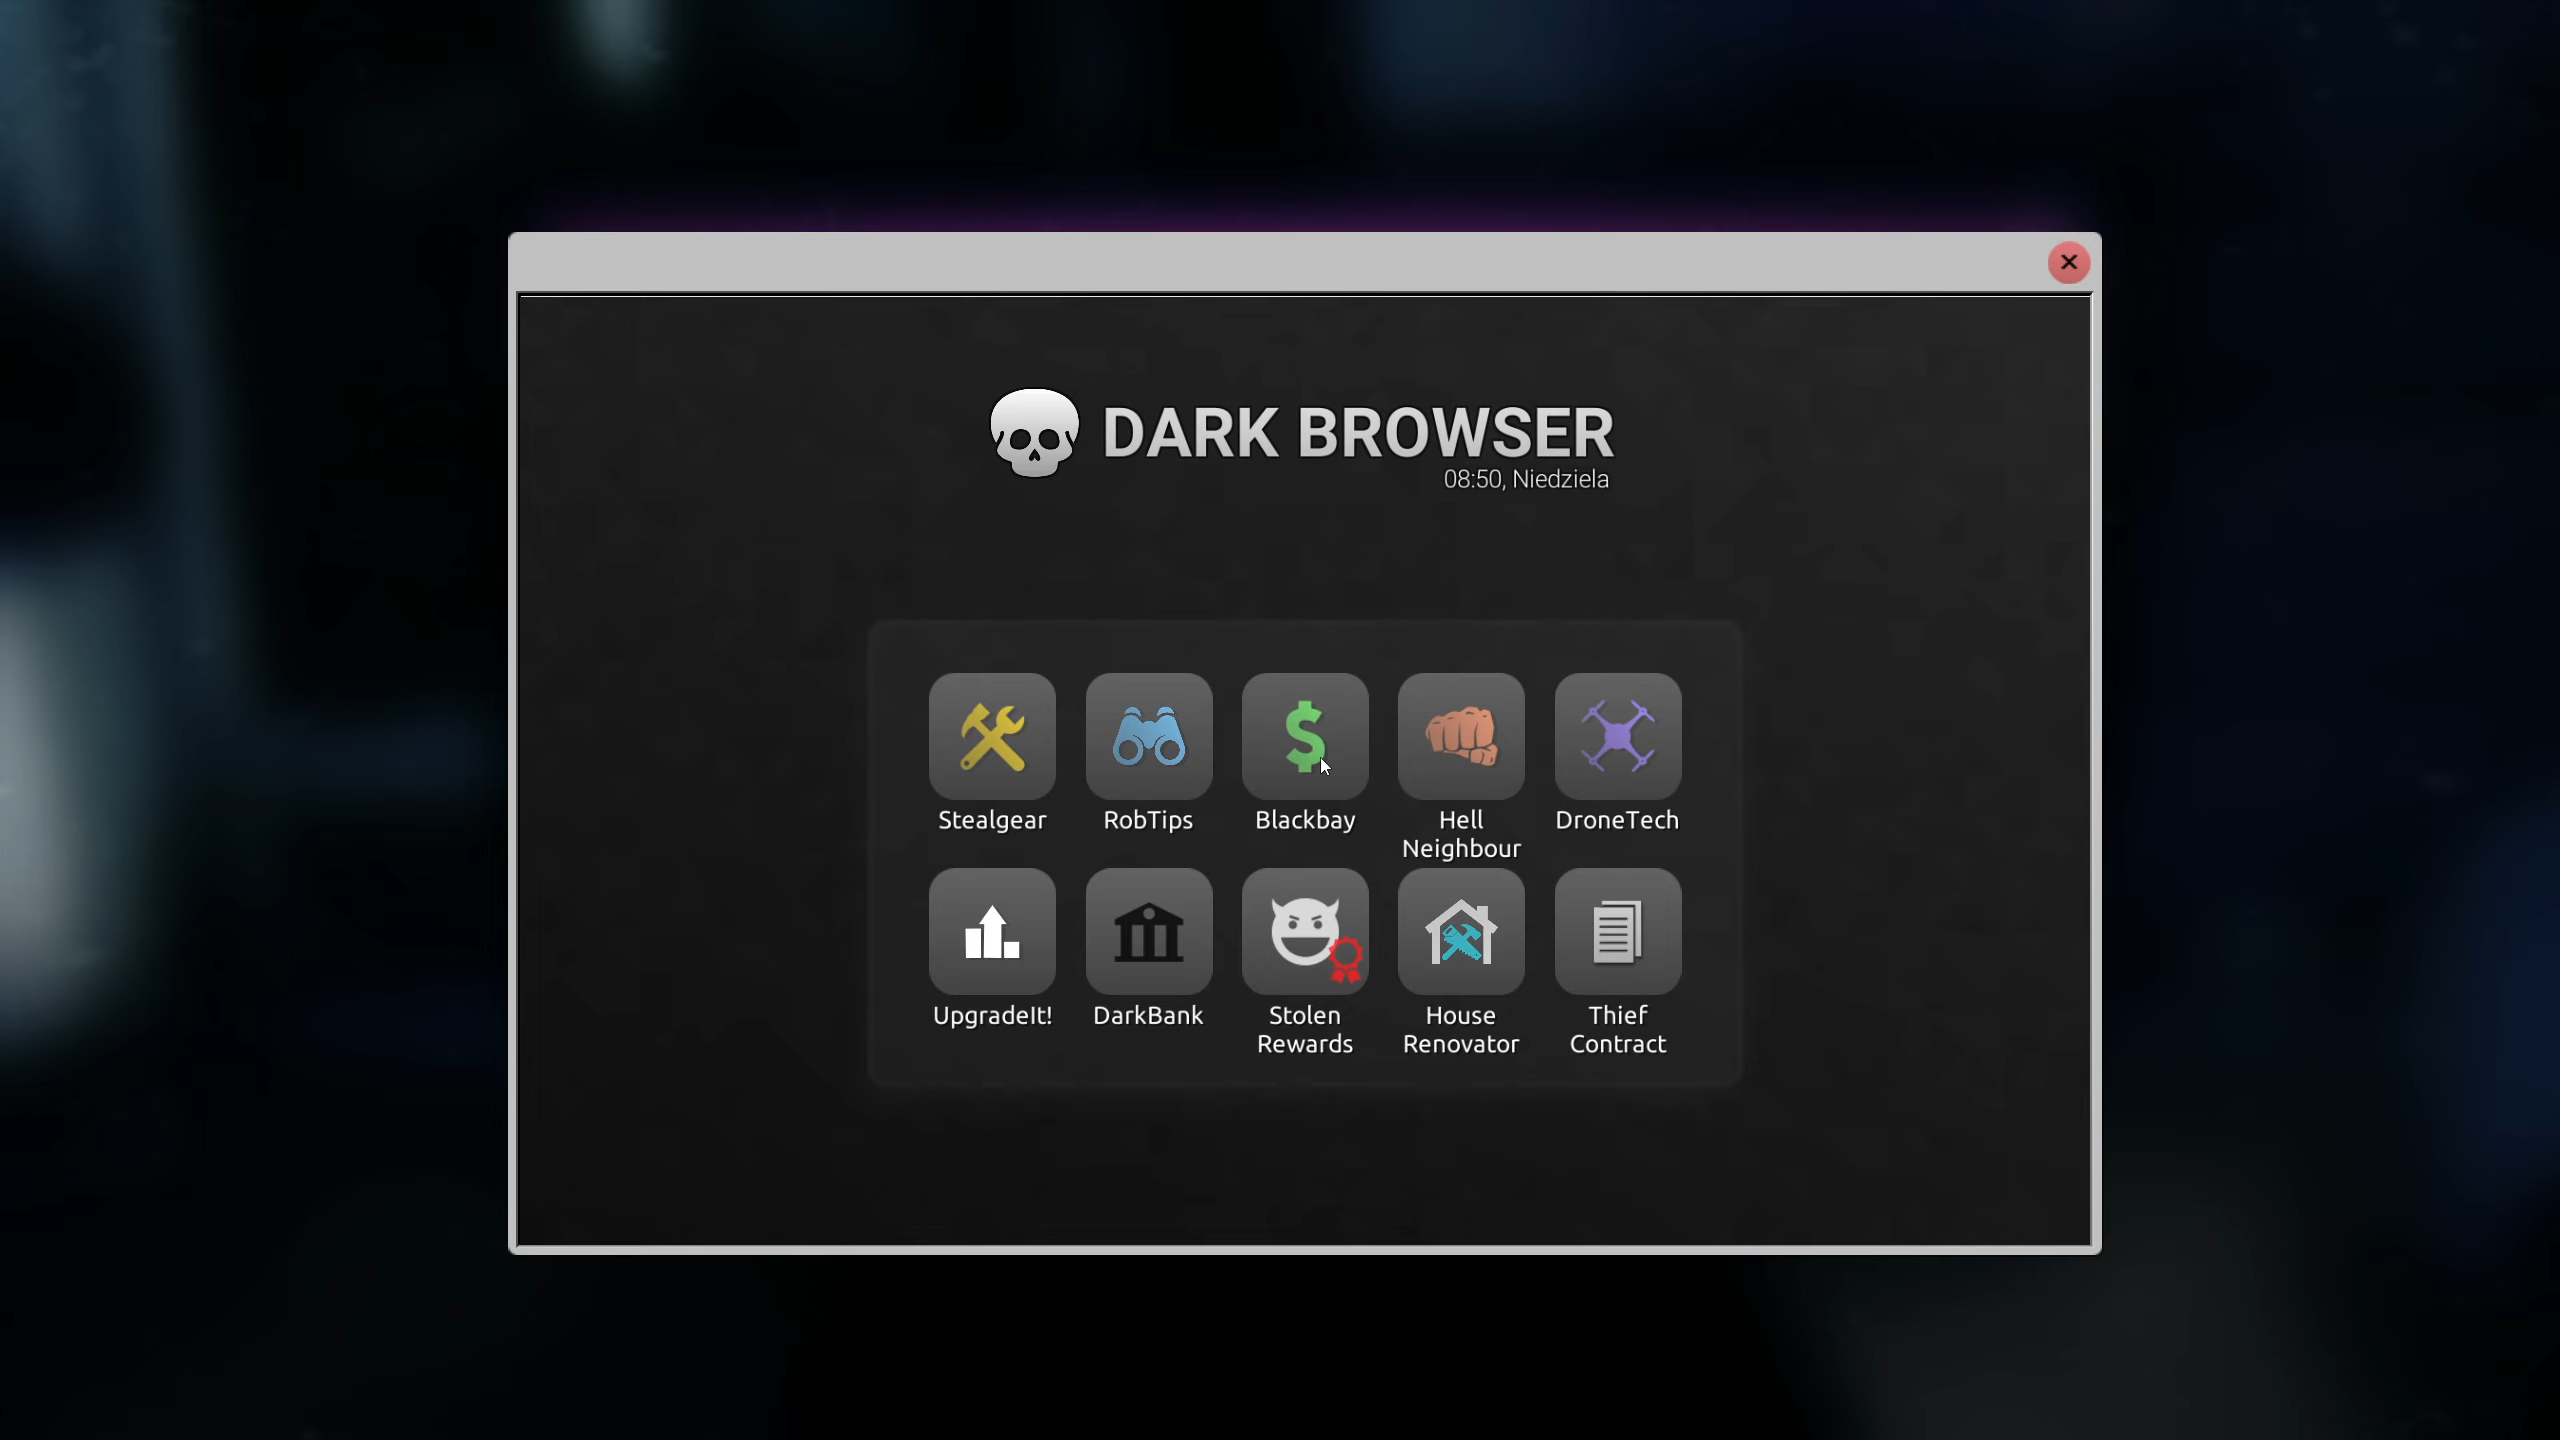 DARK BROWSER
08:50, Niedziela
Stealgear
RobTips
Blackbay
Hell
Neighbour
DroneTech
UpgradeIt!
DarkBank
Stolen
Rewards
House
Renovator
Thief
Contract